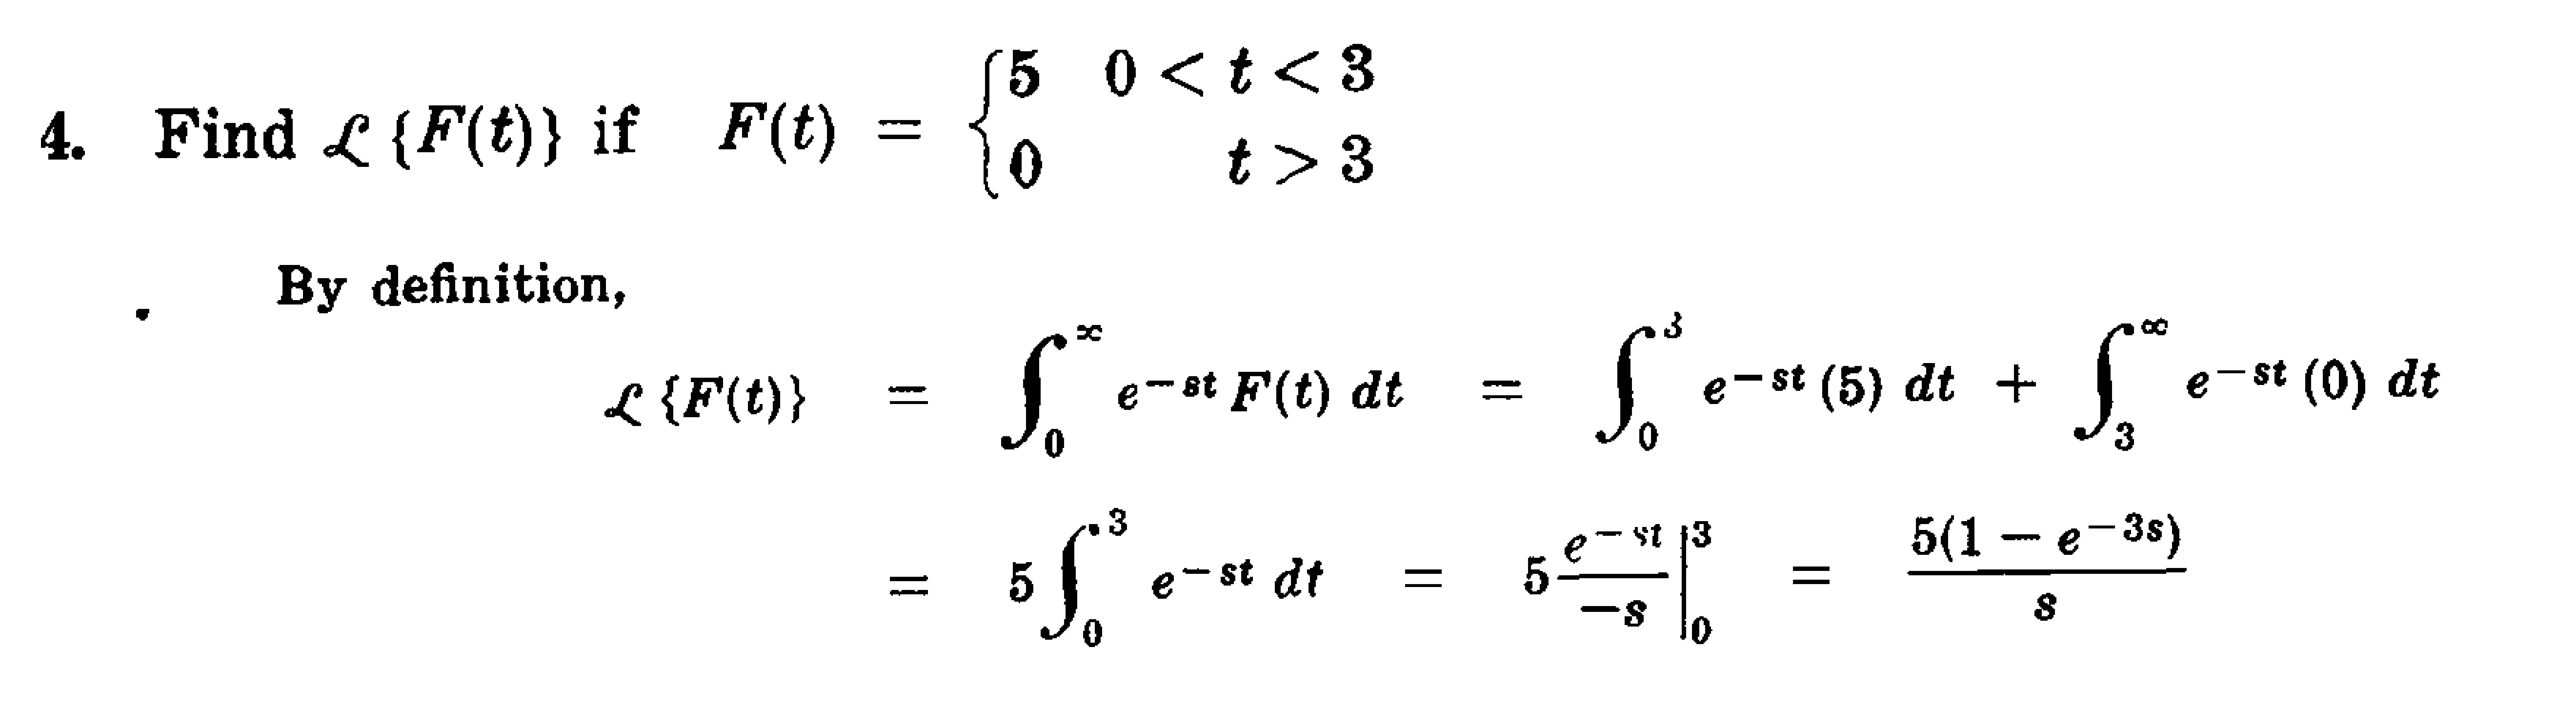 4. Find ℒ {F(t)} if F(t) = { 5 0 < t < 3
0 t > 3
By definition,
ℒ {F(t)} = ∫₀^∞ e^{-st} F(t) dt = ∫₀^3 e^{-st} (5) dt + ∫₃^∞ e^{-st} (0) dt
= 5 ∫₀^3 e^{-st} dt = 5 e^{-st}/-s |₀^3 = 5(1 - e^{-3s})/s